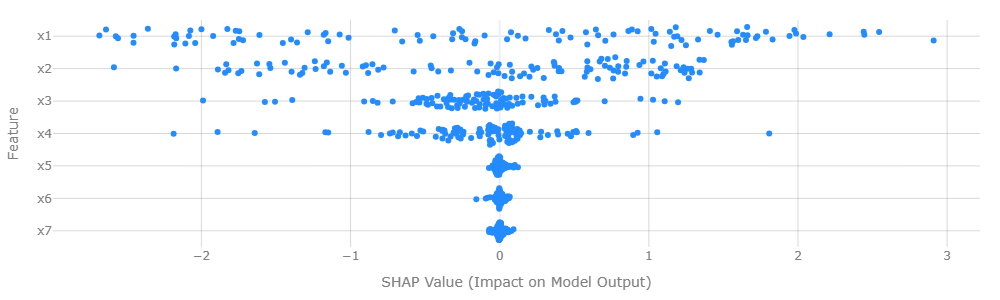 x1
x2
x3
x4
x5
x6
x7
Feature
−2 −1 0 1 2 3
SHAP Value (Impact on Model Output)